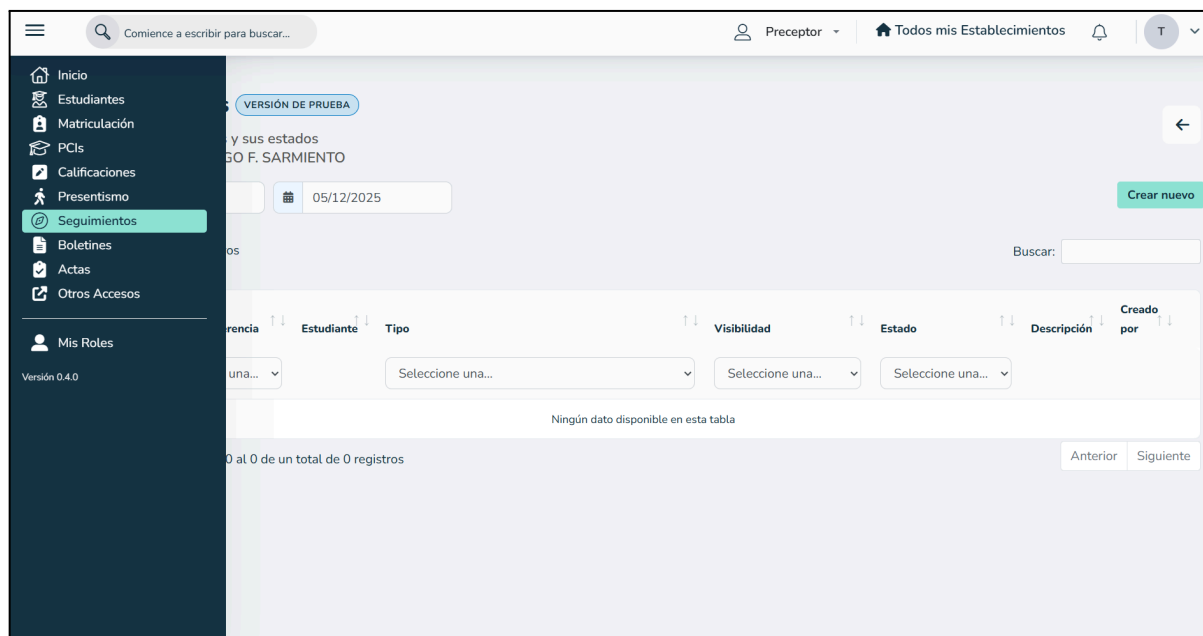 Comience a escribir para buscar...
Preceptor
Todos mis Establecimientos
T
Inicio
Estudiantes
Matriculación
PCIs
Calificaciones
Presentismo
Seguimientos
Boletines
Actas
Otros Accesos
Mis Roles
Versión 0.4.0
VERSIÓN DE PRUEBA
y sus estados
GO F. SARMIENTO
05/12/2025
Crear nuevo
os
Buscar:
rencia
Estudiante
Tipo
Visibilidad
Estado
Descripción
Creado
por
una...
Seleccione una...
Seleccione una...
Seleccione una...
Ningún dato disponible en esta tabla
0 al 0 de un total de 0 registros
Anterior
Siguiente